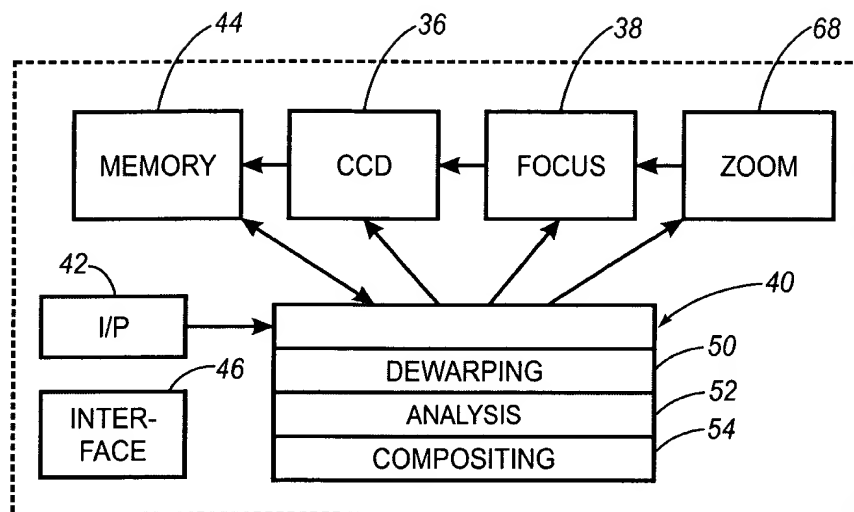 44 36 38 68
MEMORY CCD FOCUS ZOOM
42
I/P
40
50
DEWARPING
46
52
INTER-
FACE
ANALYSIS
54
COMPOSITING